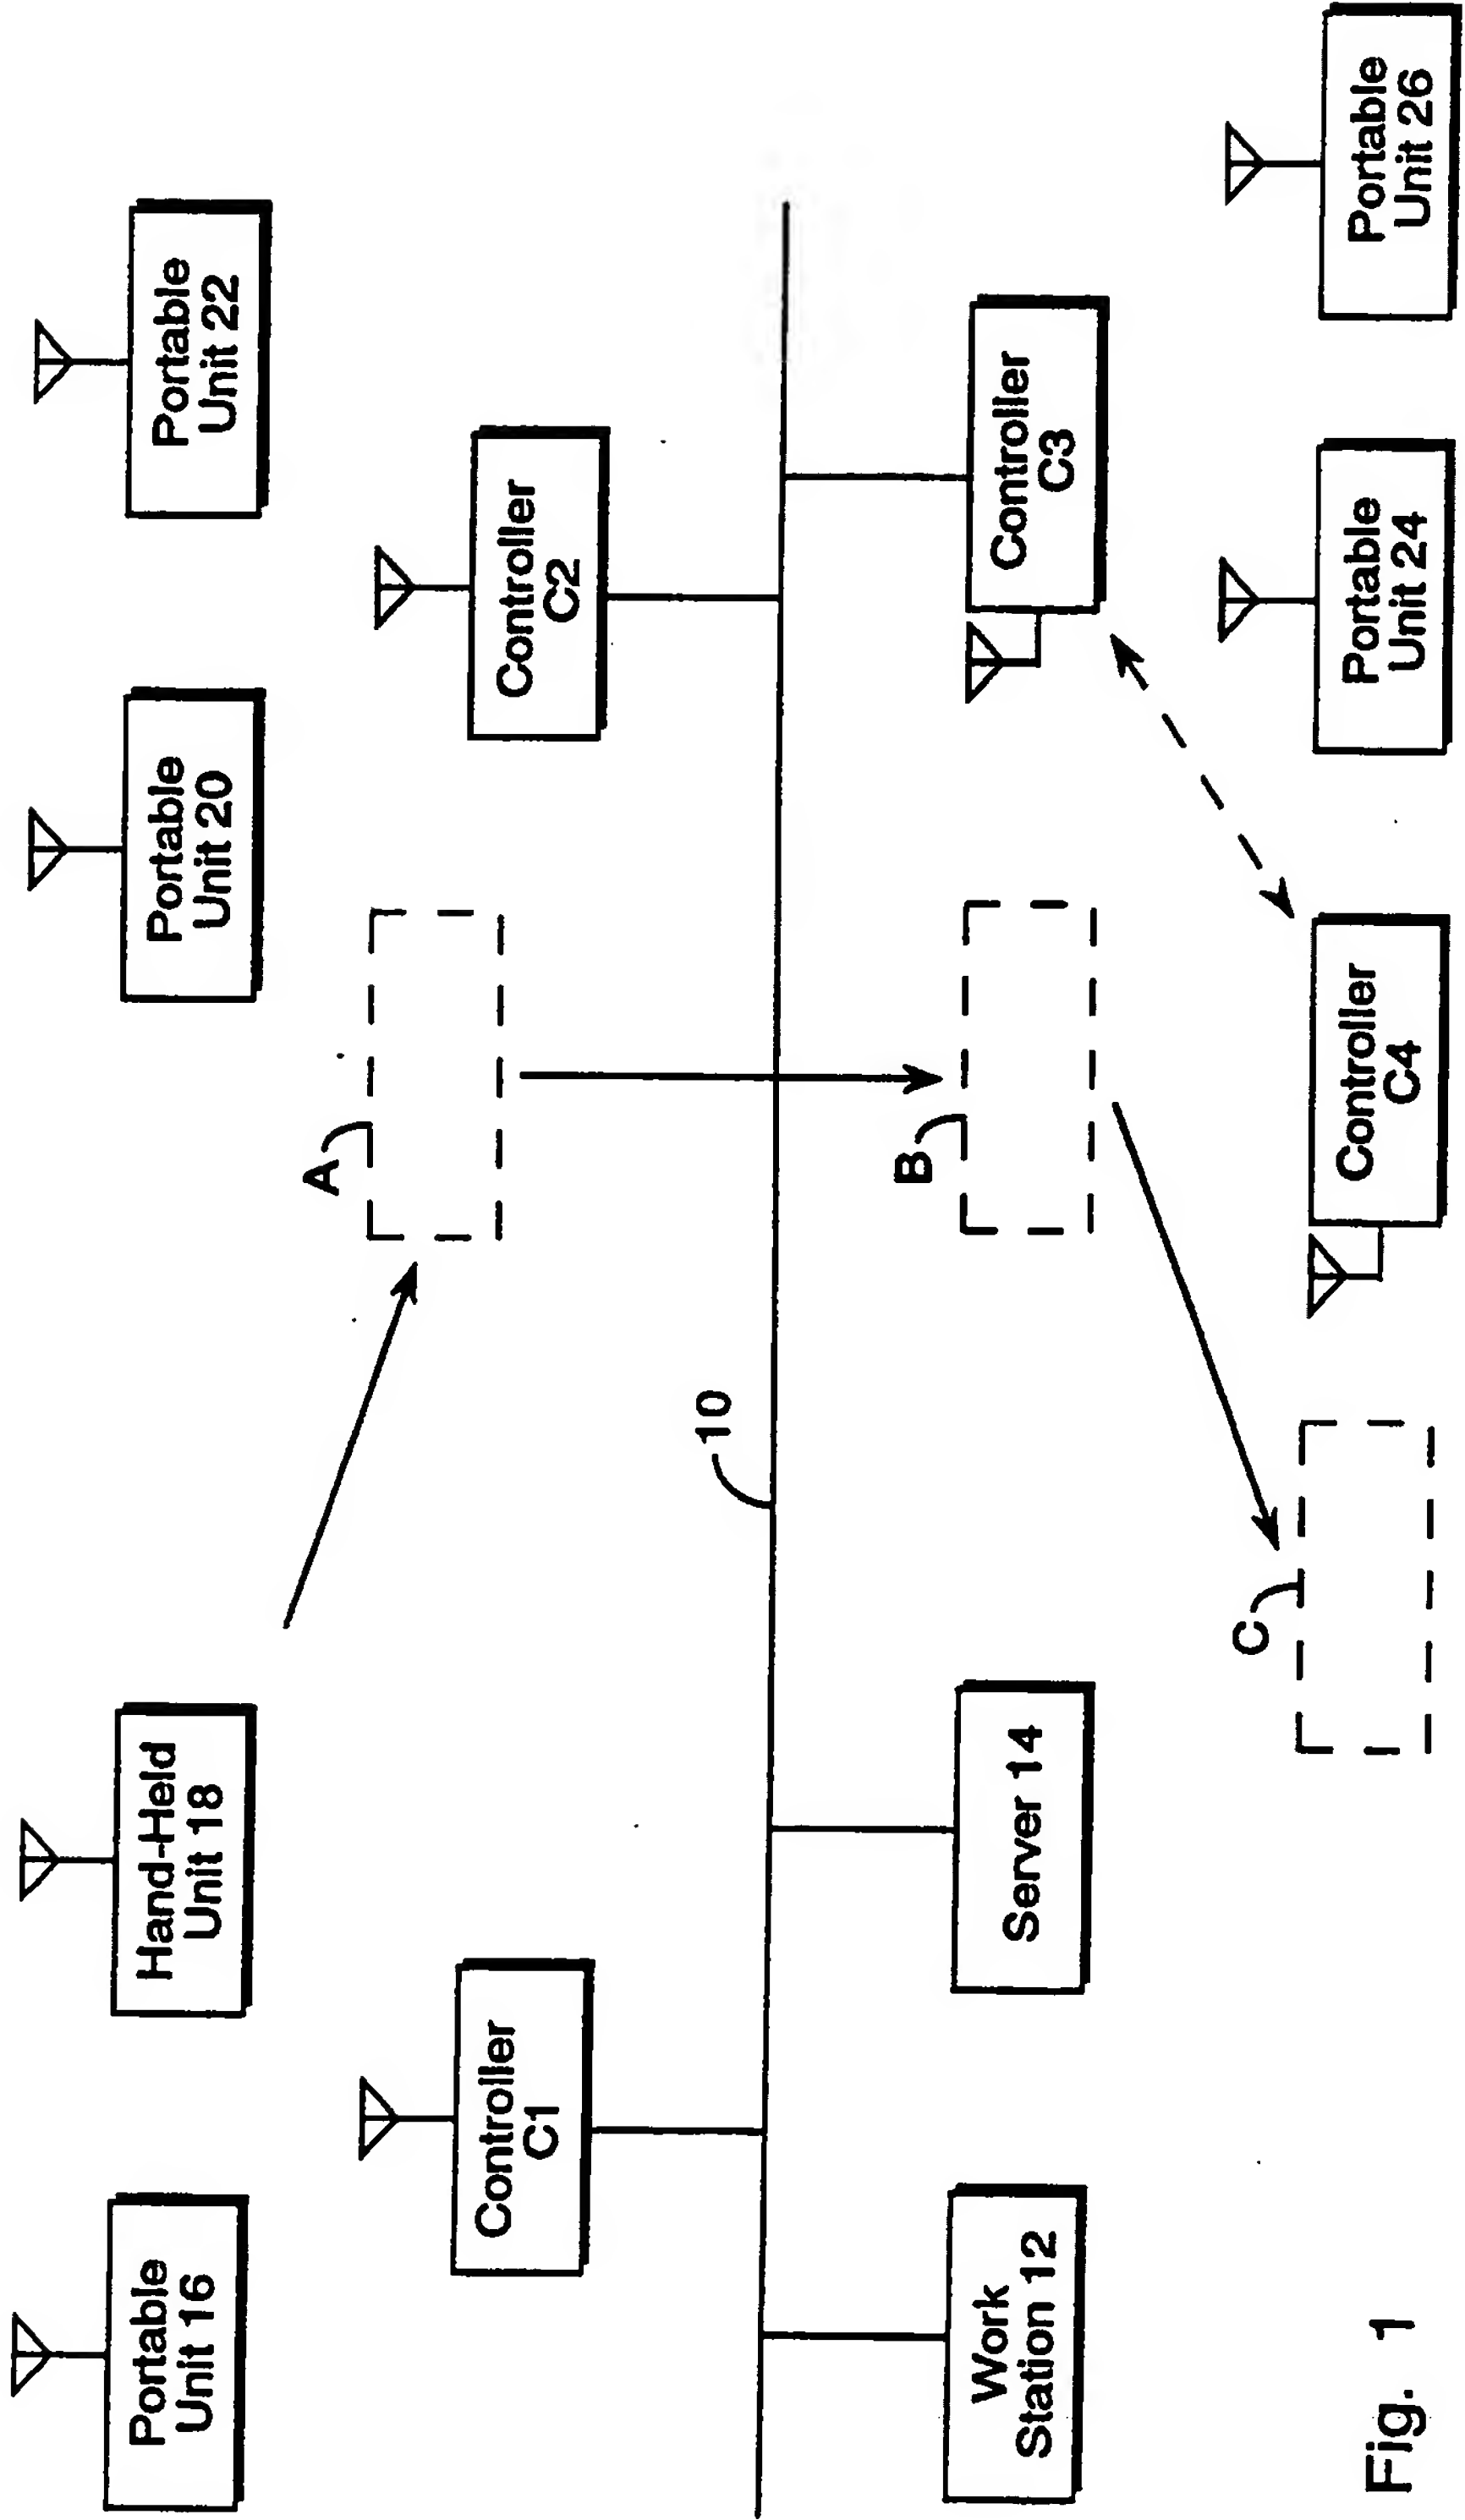 Portable
Unit 16
Hand-Held
Unit 18
Portable
Unit 20
Portable
Unit 22
Controller
C1
A
Controller
C2
10
Work
Station 12
Server 14
B
Controller
C3
C
Controller
C4
Portable
Unit 24
Portable
Unit 26
Fig. 1